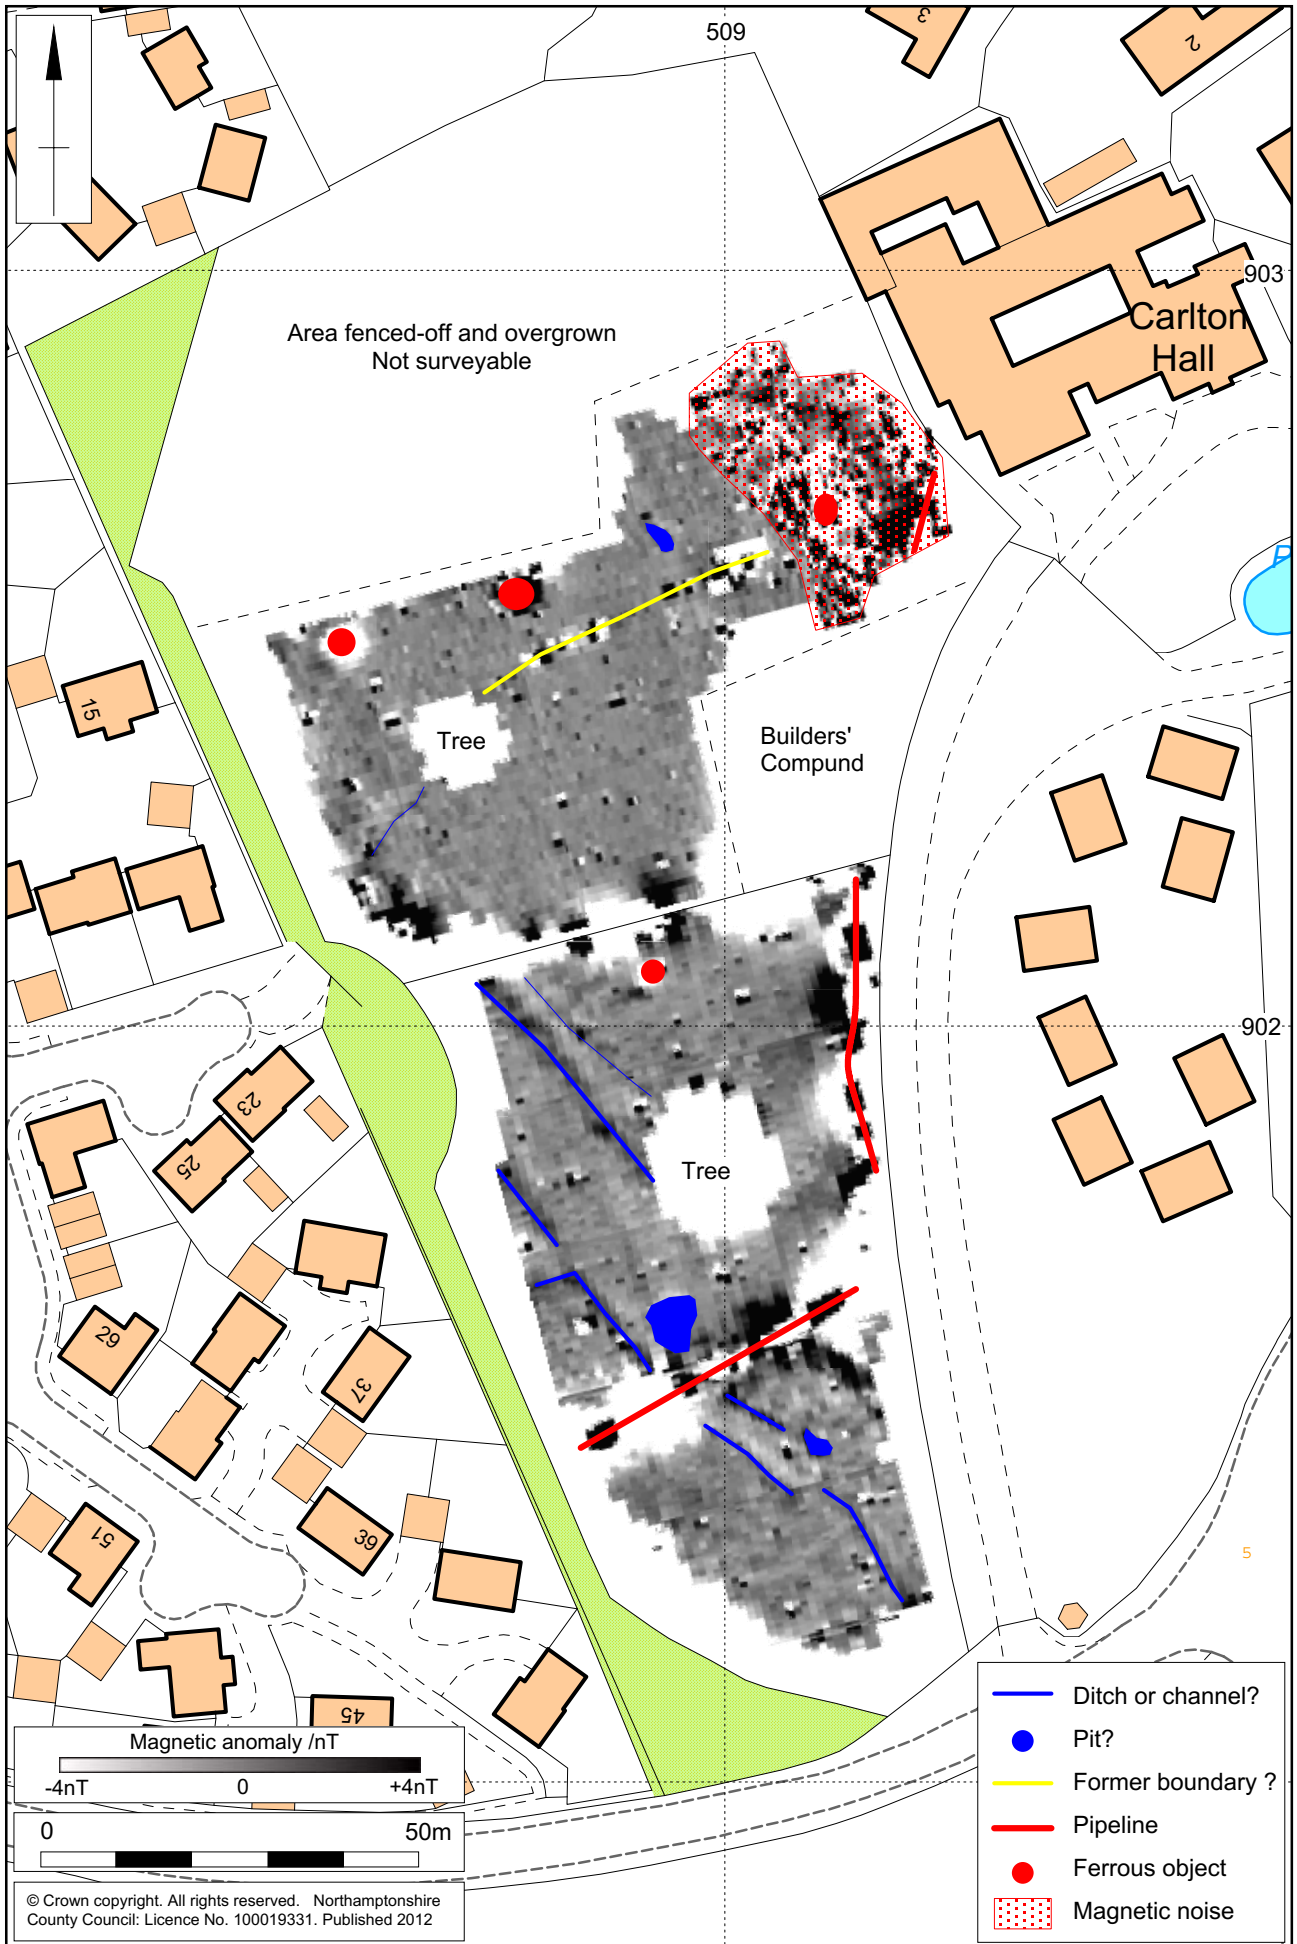 509
3
2
903
Carlton
Hall
Area fenced-off and overgrown
Not surveyable
P
15
Tree
Builders'
Compund
902
23
25
Tree
29
37
39
51
5
45
Magnetic anomaly /nT
-4nT 0 +4nT
0 50m
© Crown copyright. All rights reserved. Northamptonshire
County Council: Licence No. 100019331. Published 2012
Ditch or channel?
Pit?
Former boundary ?
Pipeline
Ferrous object
Magnetic noise